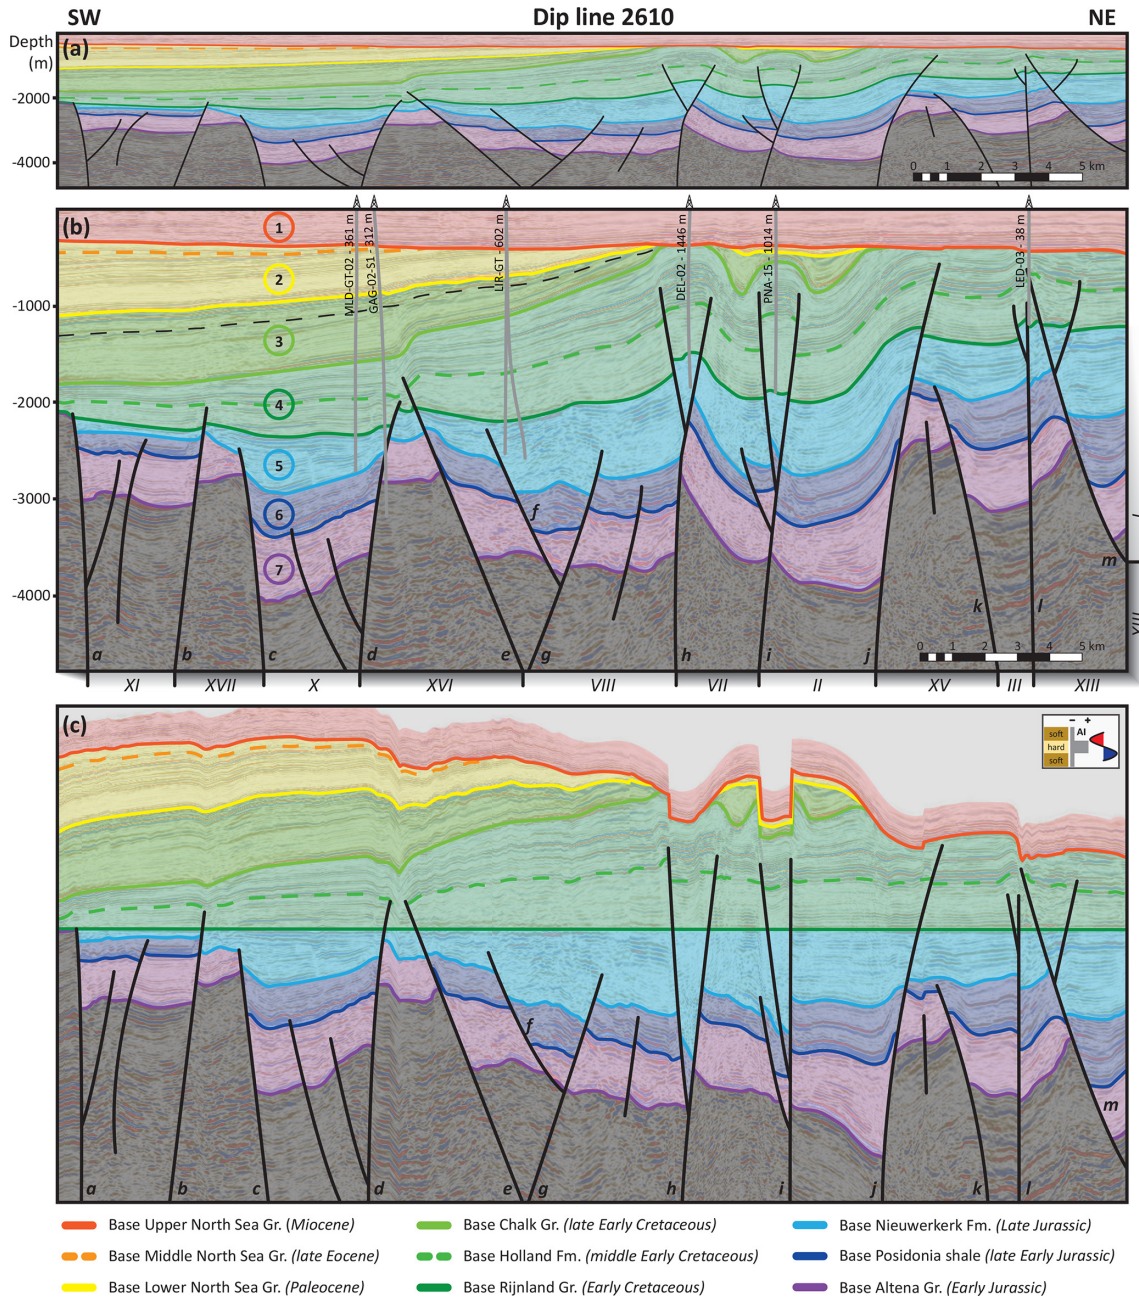 SW Dip line 2610 NE
Depth (m)
(a)
-2000
-4000
0 1 2 3 4 5 km
(b)
1
2
3
4
5
6
7
MLD-GT-02 - 361 m
GAG-02-S1 - 312 m
LIR-GT - 602 m
DEL-02 - 1446 m
PNA-15 - 1014 m
LED-03 - 38 m
-1000
-2000
-3000
-4000
f
m
k l
a b c d e g h i j
0 1 2 3 4 5 km
XI XVII X XVI VIII VII II XV III XIII
(c)
- +
AI
soft
hard
soft
f
m
a b c d e g h i j k l
Base Upper North Sea Gr. (Miocene)
Base Chalk Gr. (late Early Cretaceous)
Base Nieuwerkerk Fm. (Late Jurassic)
Base Middle North Sea Gr. (late Eocene)
Base Holland Fm. (middle Early Cretaceous)
Base Posidonia shale (late Early Jurassic)
Base Lower North Sea Gr. (Paleocene)
Base Rijnland Gr. (Early Cretaceous)
Base Altena Gr. (Early Jurassic)